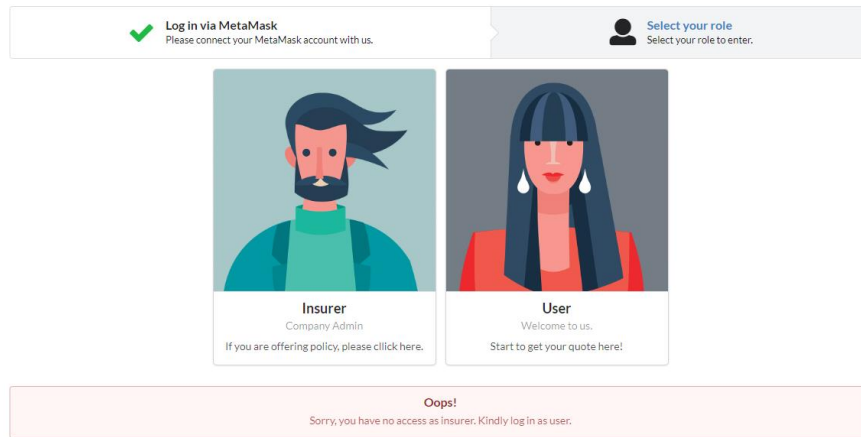 Log in via MetaMask
Please connect your MetaMask account with us.
Select your role
Select your role to enter.
Insurer
Company Admin
If you are offering policy, please cllick here.
User
Welcome to us.
Start to get your quote here!
Oops!
Sorry, you have no access as insurer. Kindly log in as user.